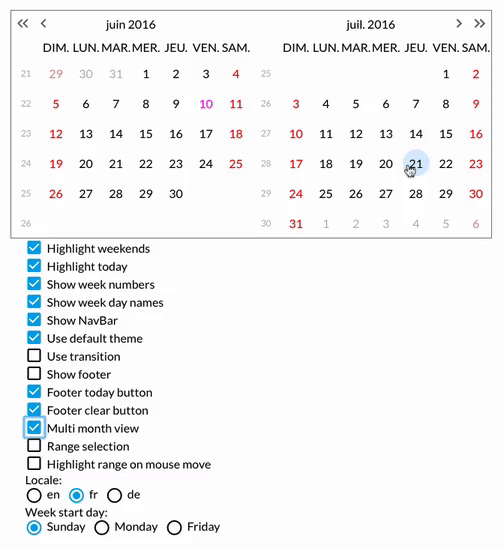 « ‹ juin 2016 juil. 2016 › »
DIM. LUN. MAR. MER. JEU. VEN. SAM. DIM. LUN. MAR. MER. JEU. VEN. SAM.
21 29 30 31 1 2 3 4 25 1 2
22 5 6 7 8 9 10 11 26 3 4 5 6 7 8 9
23 12 13 14 15 16 17 18 27 10 11 12 13 14 15 16
24 19 20 21 22 23 24 25 28 17 18 19 20 21 22 23
25 26 27 28 29 30 29 24 25 26 27 28 29 30
26 30 31 1 2 3 4 5 6
Highlight weekends
Highlight today
Show week numbers
Show week day names
Show NavBar
Use default theme
Use transition
Show footer
Footer today button
Footer clear button
Multi month view
Range selection
Highlight range on mouse move
Locale:
en fr de
Week start day:
Sunday Monday Friday